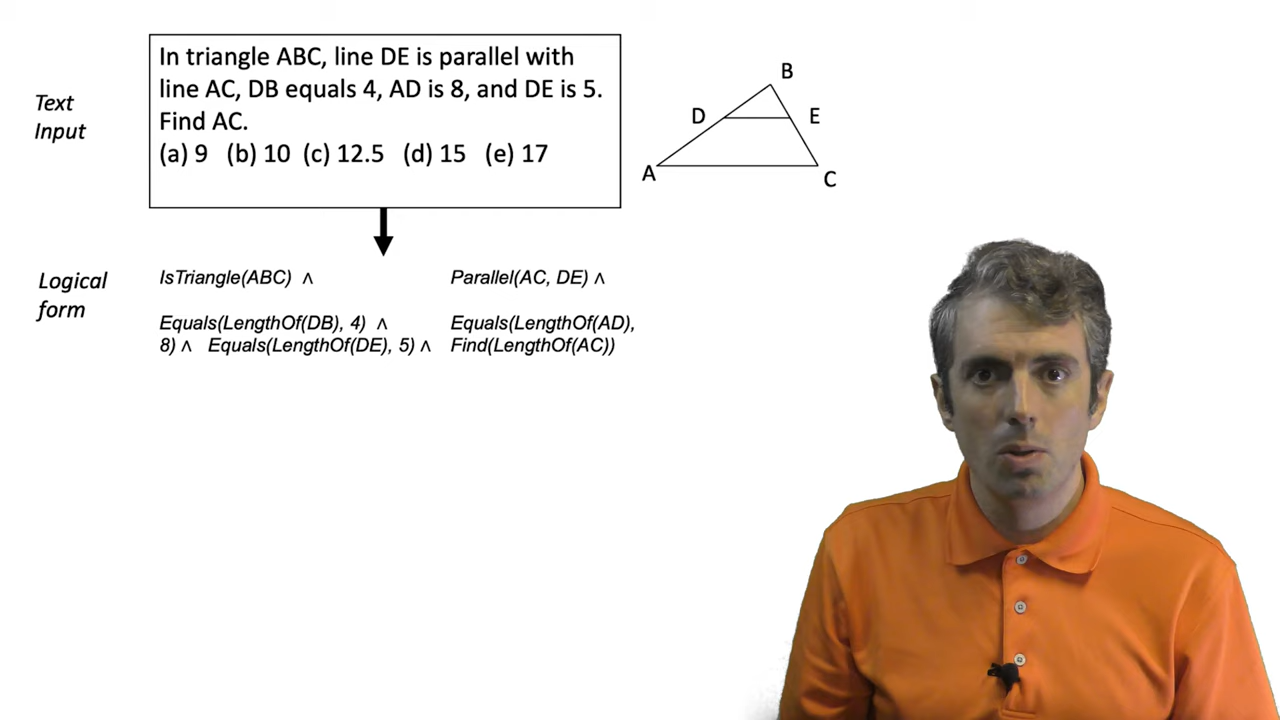 In triangle ABC, line DE is parallel with
line AC, DB equals 4, AD is 8, and DE is 5.
Find AC.
(a) 9 (b) 10 (c) 12.5 (d) 15 (e) 17
Text
Input
B
D
E
A
C
Logical
form
IsTriangle(ABC) ∧
Parallel(AC, DE) ∧
Equals(LengthOf(DB), 4) ∧
Equals(LengthOf(AD),
8) ∧ Equals(LengthOf(DE), 5) ∧
Find(LengthOf(AC))